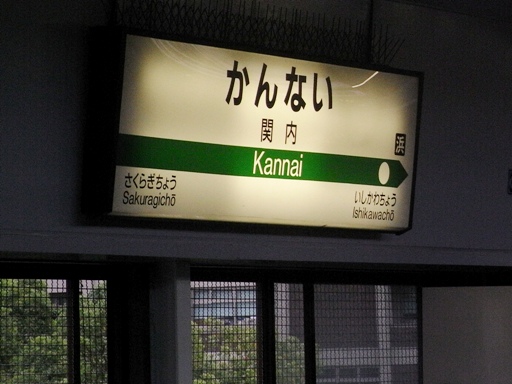 かんない
関内
浜
Kannai
さくらぎちょう
Sakuragichō
いしかわちょう
Ishikawachō